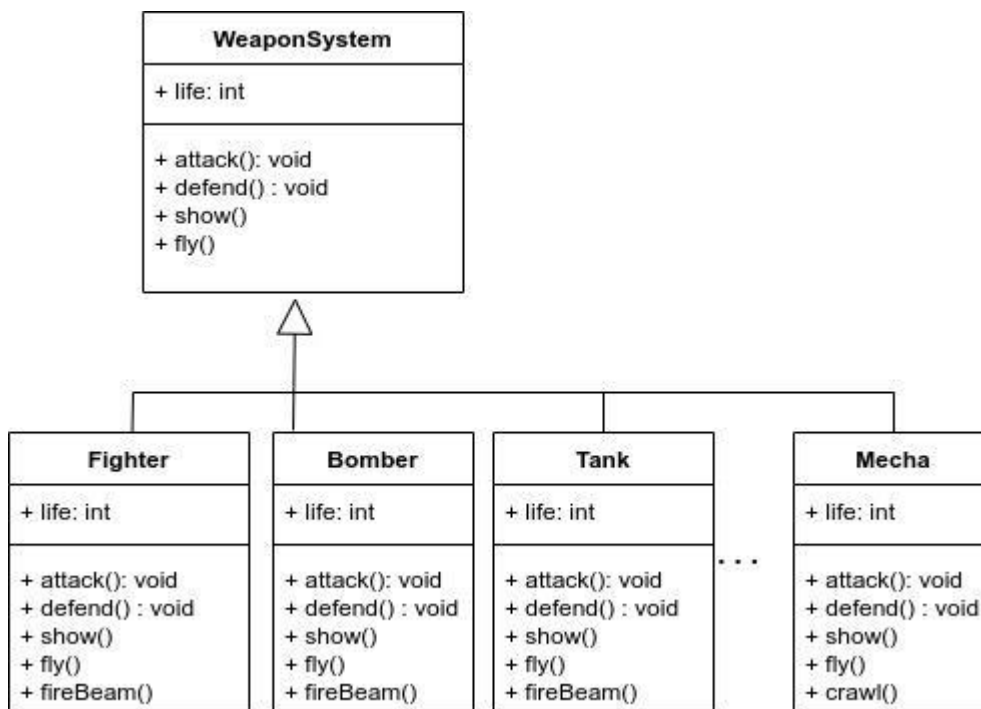 WeaponSystem
+ life: int
+ attack(): void
+ defend() : void
+ show()
+ fly()
Fighter
+ life: int
+ attack(): void
+ defend() : void
+ show()
+ fly()
+ fireBeam()
Bomber
+ life: int
+ attack(): void
+ defend() : void
+ show()
+ fly()
+ fireBeam()
Tank
+ life: int
+ attack(): void
+ defend() : void
+ show()
+ fly()
+ fireBeam()
. . .
Mecha
+ life: int
+ attack(): void
+ defend() : void
+ show()
+ fly()
+ crawl()